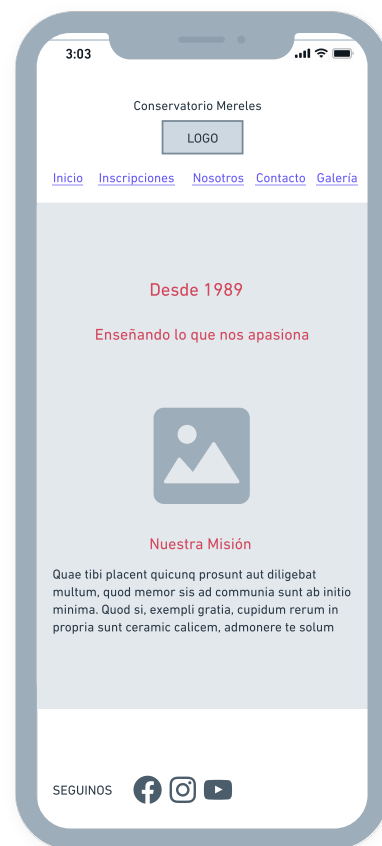 3:03
Conservatorio Mereles
LOGO
Inicio Inscripciones Nosotros Contacto Galería
Desde 1989
Enseñando lo que nos apasiona
Nuestra Misión
Quae tibi placent quicunq prosunt aut diligebat
multum, quod memor sis ad communia sunt ab initio
minima. Quod si, exempli gratia, cupidum rerum in
propria sunt ceramic calicem, admonere te solum
SEGUINOS